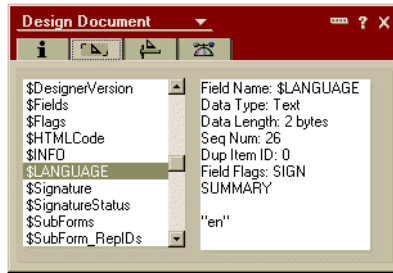 Design Document
? X
i
$DesignerVersion
$Fields
$Flags
$HTMLCode
$INFO
$LANGUAGE
$Signature
$SignatureStatus
$SubForms
$SubForm_RepIDs
Field Name: $LANGUAGE
Data Type: Text
Data Length: 2 bytes
Seq Num: 26
Dup Item ID: 0
Field Flags: SIGN
SUMMARY
"en"